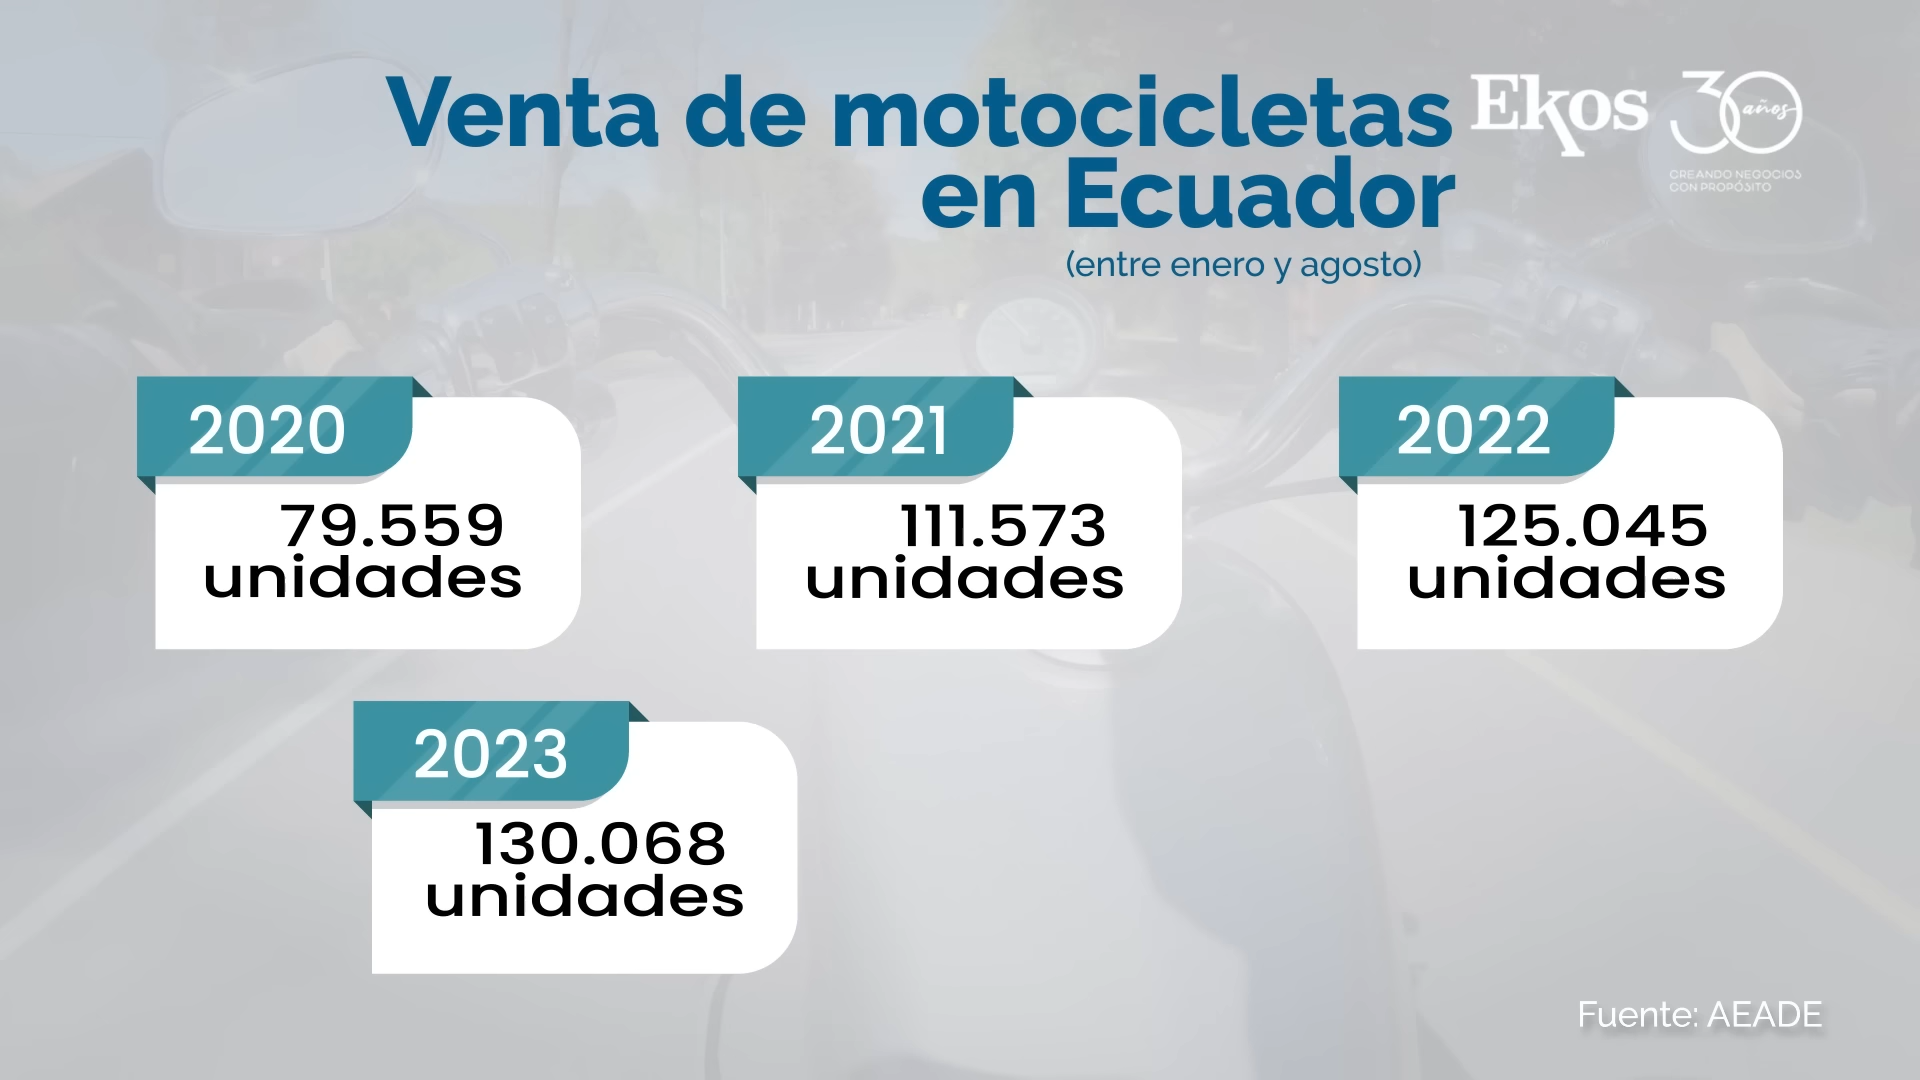 Venta de motocicletas
en Ecuador
(entre enero y agosto)
Ekos
30 años
CREANDO NEGOCIOS
CON PROPÓSITO
2020
79.559
unidades
2021
111.573
unidades
2022
125.045
unidades
2023
130.068
unidades
Fuente: AEADE